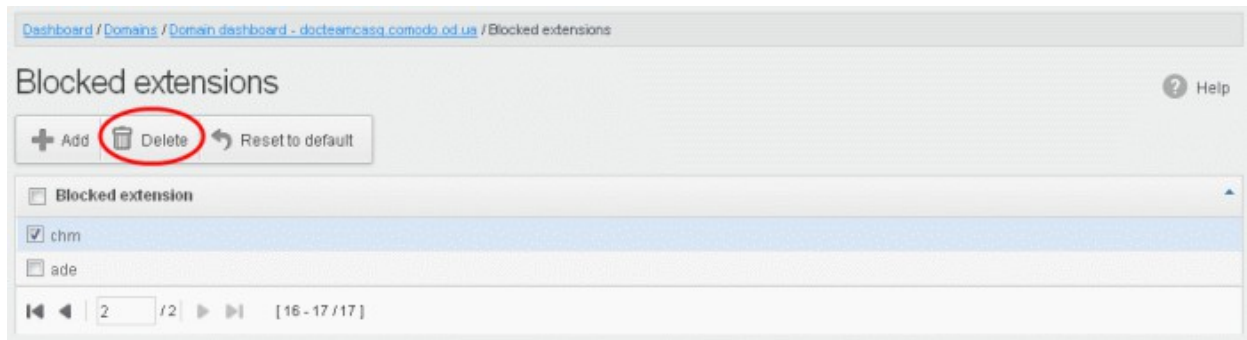 Dashboard / Domains / Domain dashboard - docteamcasg.comodo.od.ua / Blocked extensions
Blocked extensions
Help
Add Delete Reset to default
Blocked extension
chm
ade
2 / 2 [ 16 - 17 / 17 ]